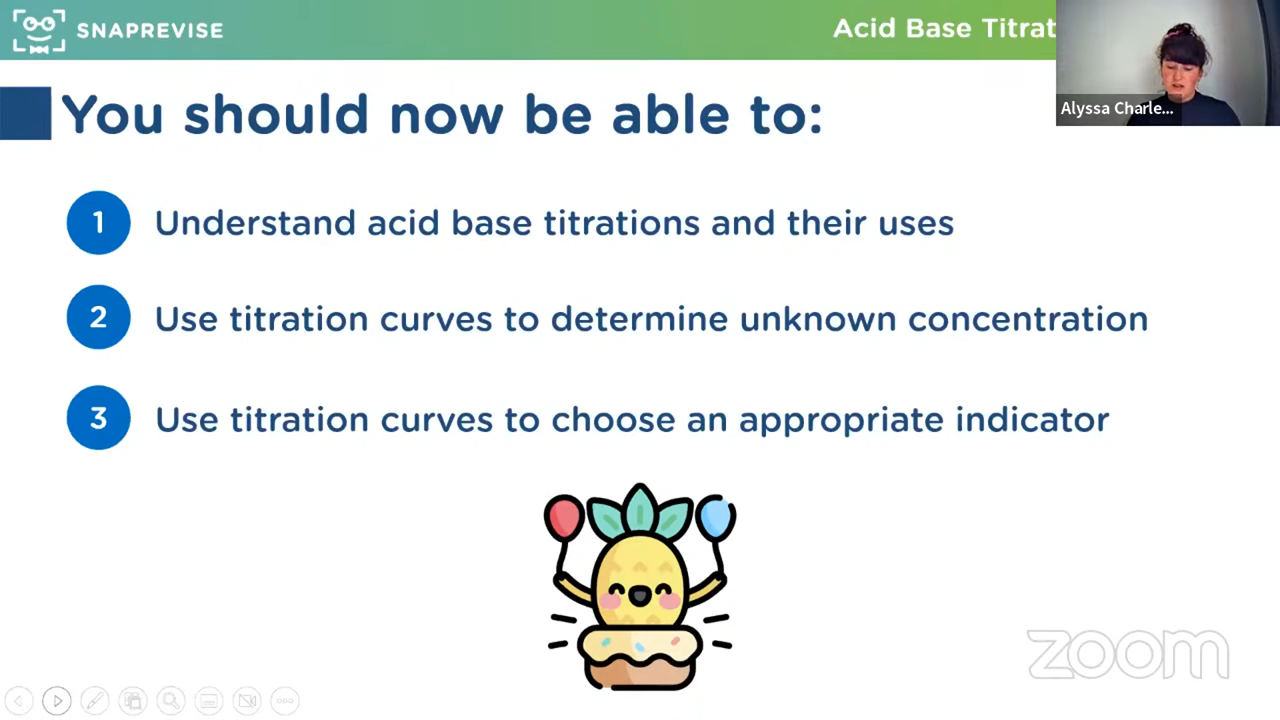 SNAPREVISE
Acid Base Titrat
Alyssa Charle...
You should now be able to:
1 Understand acid base titrations and their uses
2 Use titration curves to determine unknown concentration
3 Use titration curves to choose an appropriate indicator
zoom